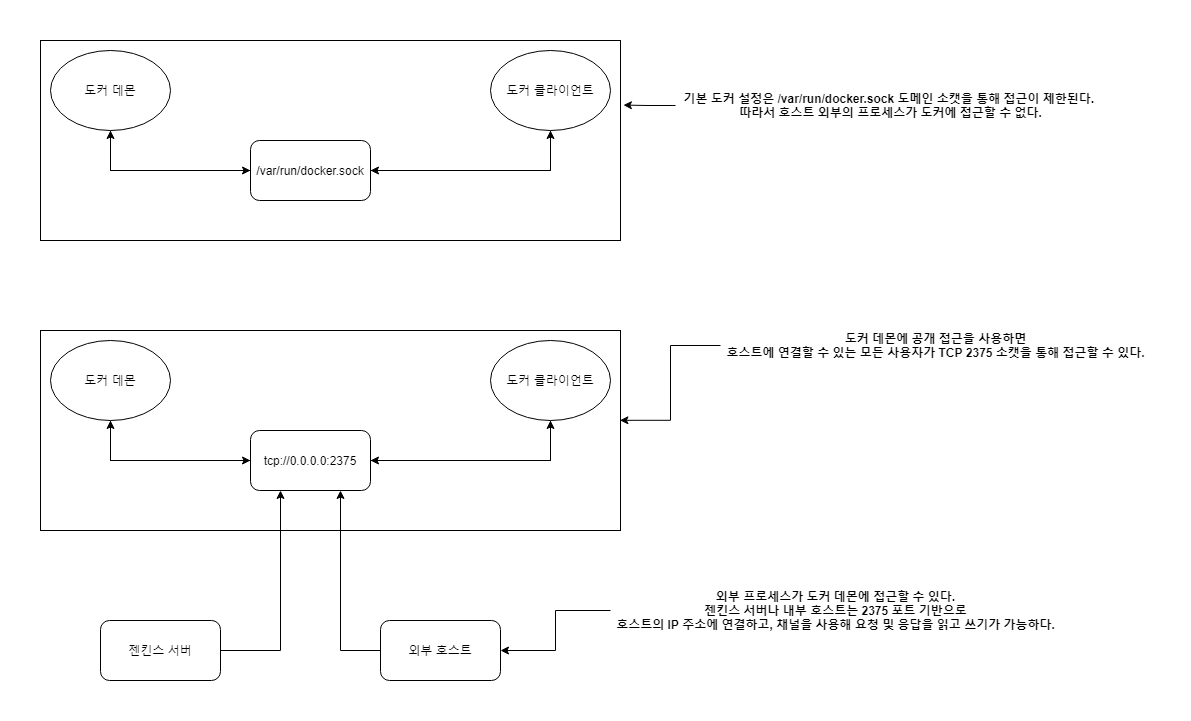 도커 데몬
도커 클라이언트
/var/run/docker.sock
기본 도커 설정은 /var/run/docker.sock 도메인 소캣을 통해 접근이 제한된다.
따라서 호스트 외부의 프로세스가 도커에 접근할 수 없다.
도커 데몬
도커 클라이언트
tcp://0.0.0.0:2375
도커 데몬에 공개 접근을 사용하면
호스트에 연결할 수 있는 모든 사용자가 TCP 2375 소캣을 통해 접근할 수 있다.
외부 프로세스가 도커 데몬에 접근할 수 있다.
젠킨스 서버나 내부 호스트는 2375 포트 기반으로
호스트의 IP 주소에 연결하고, 채널을 사용해 요청 및 응답을 읽고 쓰기가 가능하다.
젠킨스 서버
외부 호스트